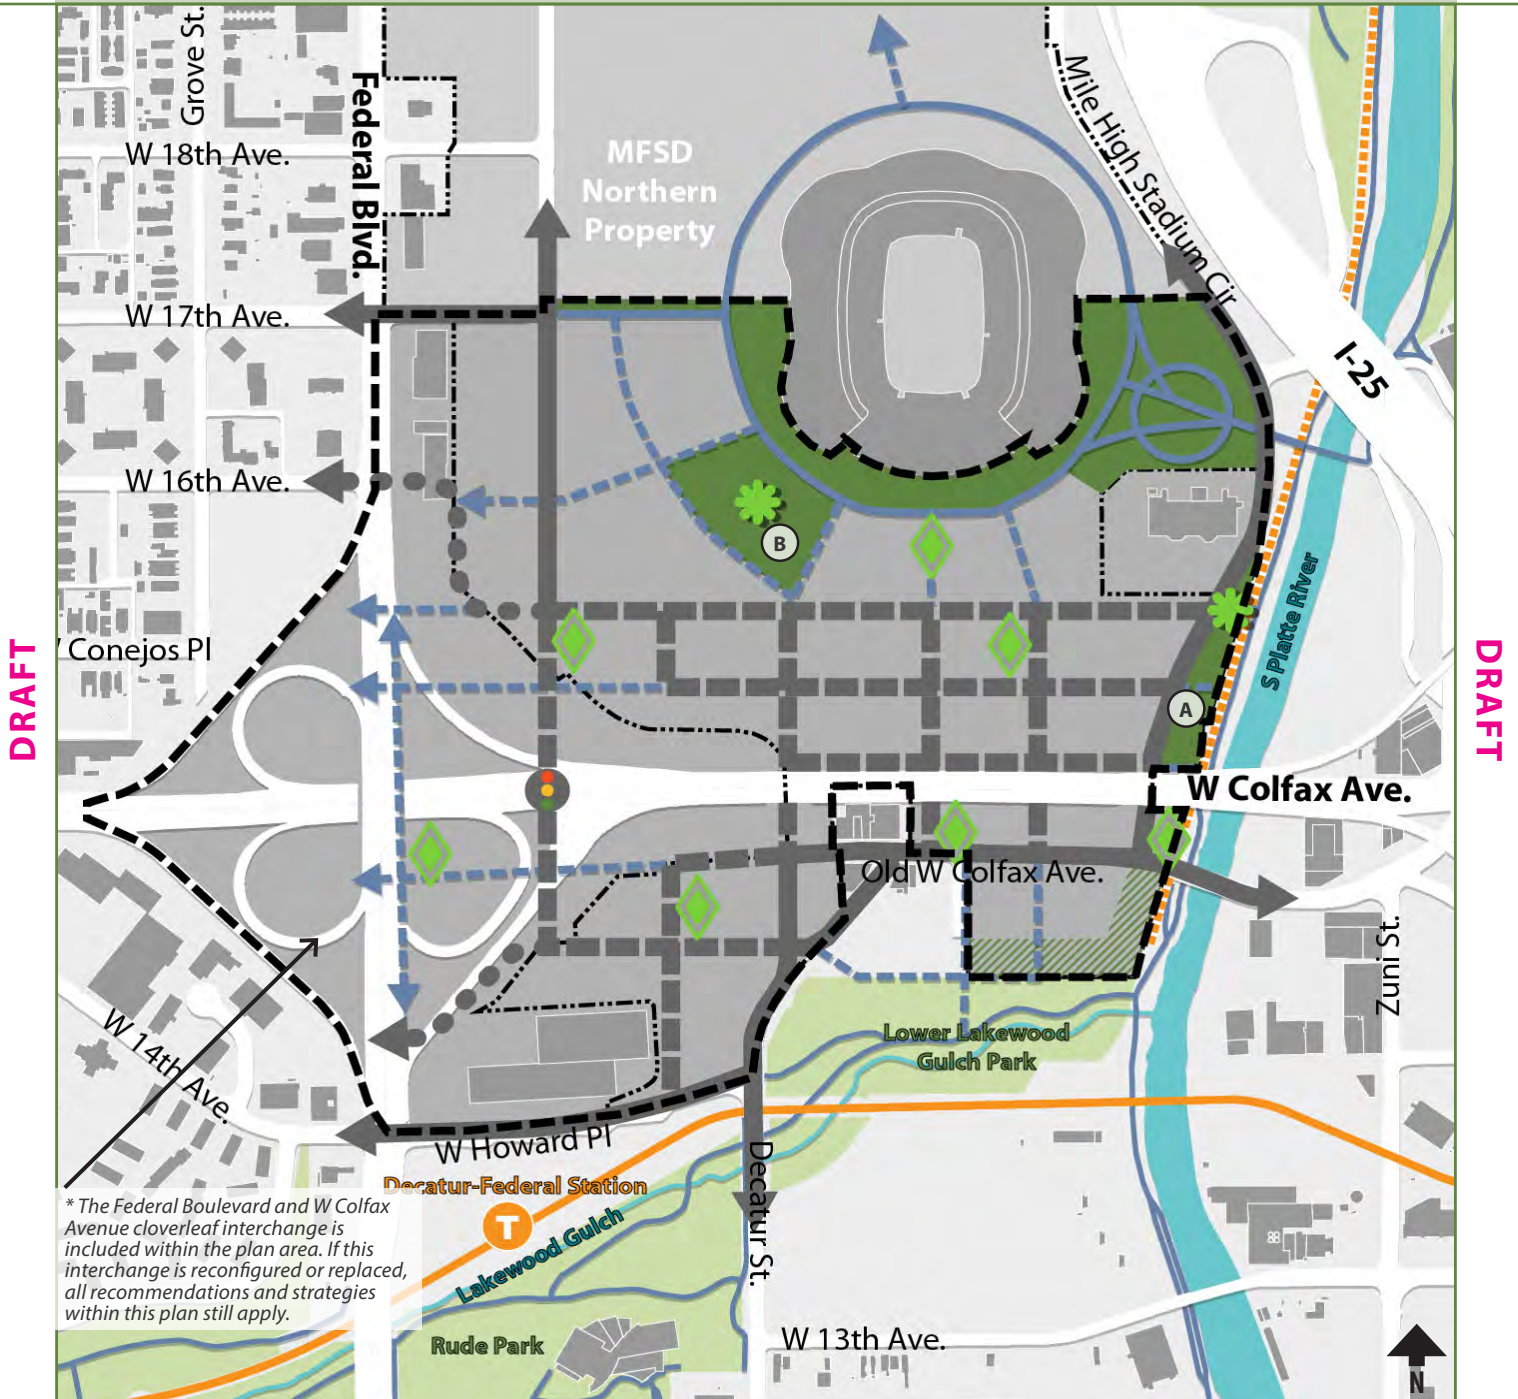 Grove St.
Federal Blvd.
W 18th Ave.
MFSD
Northern
Property
Mile High Stadium Cir
W 17th Ave.
I-25
W 16th Ave.
B
S Platte River
Conejos Pl
DRAFT
DRAFT
A
W Colfax Ave.
Old W Colfax Ave.
Zuni St.
W 14th Ave.
Lower Lakewood
Gulch Park
W Howard Pl
Decatur-Federal Station
T
Lakewood Gulch
Decatur St.
* The Federal Boulevard and W Colfax
Avenue cloverleaf interchange is
included within the plan area. If this
interchange is reconfigured or replaced,
all recommendations and strategies
within this plan still apply.
Rude Park
W 13th Ave.
N